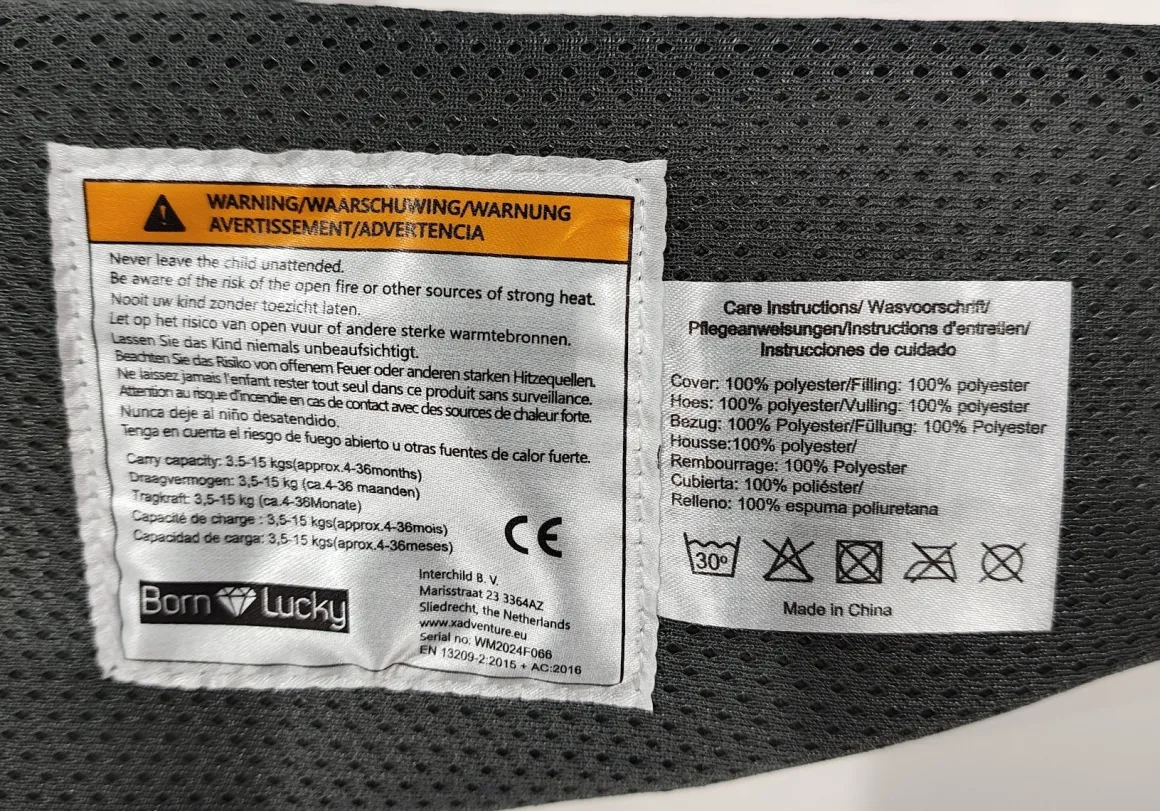 WARNING/WAARSCHUWING/WARNUNG
AVERTISSEMENT/ADVERTENCIA
Never leave the child unattended.
Be aware of the risk of the open fire or other sources of strong heat.
Nooit uw kind zonder toezicht laten.
Let op het risico van open vuur of andere sterke warmtebronnen.
Lassen Sie das Kind niemals unbeaufsichtigt.
Beachten Sie das Risiko von offenem Feuer oder anderen starken Hitzequellen.
Ne laissez jamais l'enfant rester tout seul dans ce produit sans surveillance.
Attention au risque d'incendie en cas de contact avec des sources de chaleur forte.
Nunca deje al niño desatendido.
Tenga en cuenta el riesgo de fuego abierto u otras fuentes de calor fuerte.
Carry capacity: 3.5-15 kgs(approx.4-36months)
Draagvermogen: 3,5-15 kg (ca.4-36 maanden)
Tragkraft: 3,5-15 kg (ca.4-36Monate)
Capacité de charge : 3,5-15 kgs(approx.4-36mois)
Capacidad de carga: 3,5-15 kgs(aprox.4-36meses)
CE
Born Lucky
Interchild B. V.
Marisstraat 23 3364AZ
Sliedrecht, the Netherlands
www.xadventure.eu
Serial no: WM2024F066
EN 13209-2:2015 + AC:2016
Care Instructions/ Wasvoorschrift/
Pflegeanweisungen/Instructions d'entretien/
Instrucciones de cuidado
Cover: 100% polyester/Filling: 100% polyester
Hoes: 100% polyester/Vulling: 100% polyester
Bezug: 100% Polyester/Füllung: 100% Polyester
Housse:100% polyester/
Rembourrage: 100% Polyester
Cubierta: 100% poliéster/
Relleno: 100% espuma poliuretana
30°
Made in China